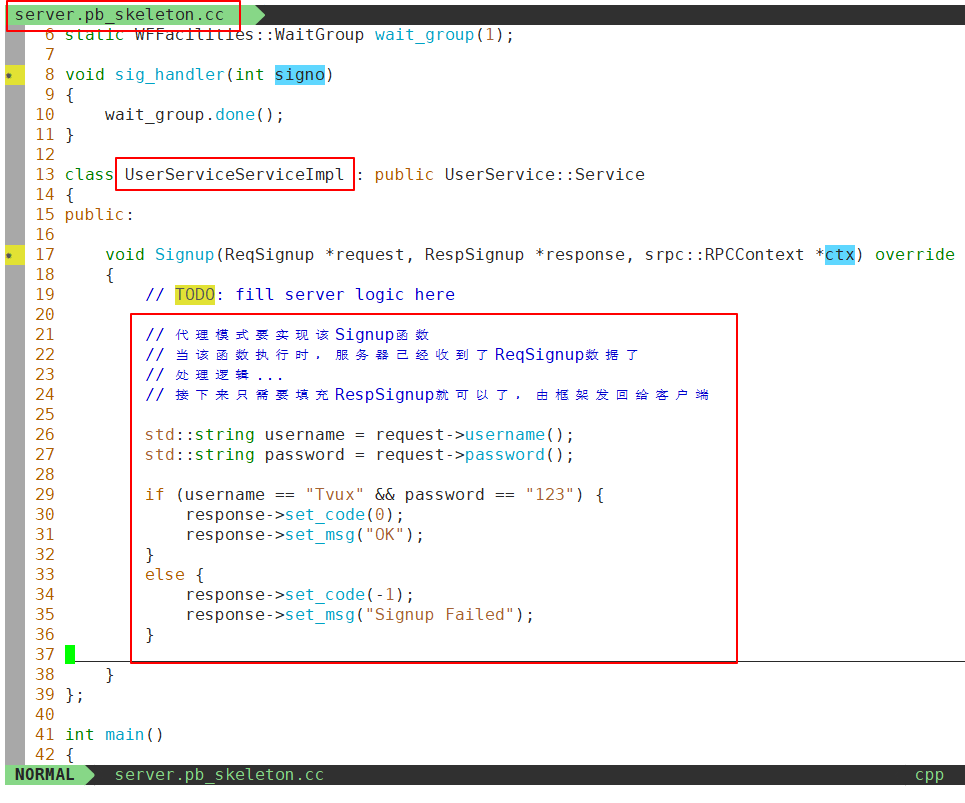 server.pb_skeleton.cc
6 static WFFacilities::WaitGroup wait_group(1);
7
8 void sig_handler(int signo)
9 {
10     wait_group.done();
11 }
12
13 class UserServiceServiceImpl : public UserService::Service
14 {
15 public:
16
17     void Signup(ReqSignup *request, RespSignup *response, srpc::RPCContext *ctx) override
18     {
19         // TODO: fill server logic here
20
21         // 代理模式要实现该Signup函数
22         // 当该函数执行时，服务器已经收到了ReqSignup数据了
23         // 处理逻辑...
24         // 接下来只需要填充RespSignup就可以了，由框架发回给客户端
25
26         std::string username = request->username();
27         std::string password = request->password();
28
29         if (username == "Tvux" && password == "123") {
30             response->set_code(0);
31             response->set_msg("OK");
32         }
33         else {
34             response->set_code(-1);
35             response->set_msg("Signup Failed");
36         }
37
38     }
39 };
40
41 int main()
42 {
NORMAL server.pb_skeleton.cc cpp